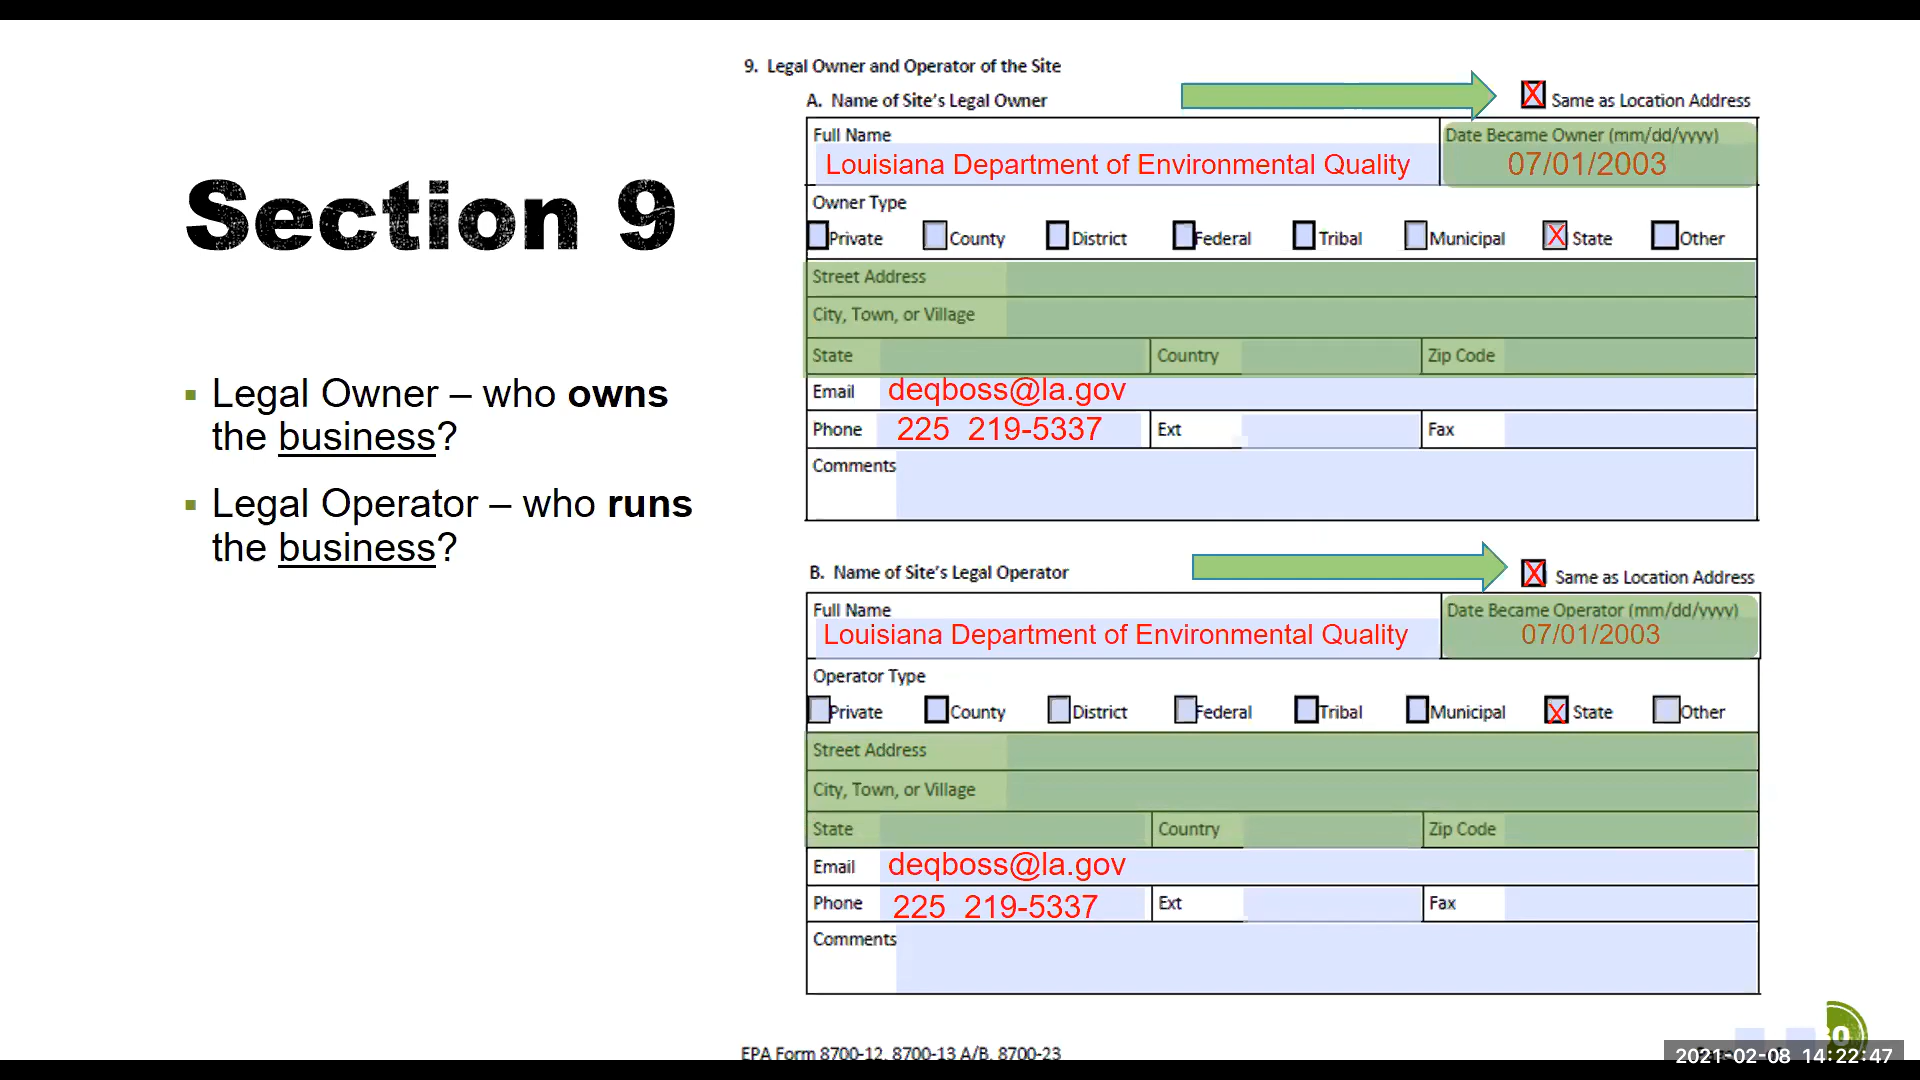 Section 9
Legal Owner – who owns
the business?
Legal Operator – who runs
the business?
9. Legal Owner and Operator of the Site
A. Name of Site's Legal Owner
X Same as Location Address
Full Name
Date Became Owner (mm/dd/yyyy)
Louisiana Department of Environmental Quality
07/01/2003
Owner Type
Private County District Federal Tribal Municipal X State Other
Street Address
City, Town, or Village
State Country Zip Code
Email deqboss@la.gov
Phone 225 219-5337 Ext Fax
Comments
B. Name of Site's Legal Operator
X Same as Location Address
Full Name
Date Became Operator (mm/dd/yyyy)
Louisiana Department of Environmental Quality
07/01/2003
Operator Type
Private County District Federal Tribal Municipal X State Other
Street Address
City, Town, or Village
State Country Zip Code
Email deqboss@la.gov
Phone 225 219-5337 Ext Fax
Comments
EPA Form 8700-12, 8700-13 A/B, 8700-23
2021-02-08 14:22:47